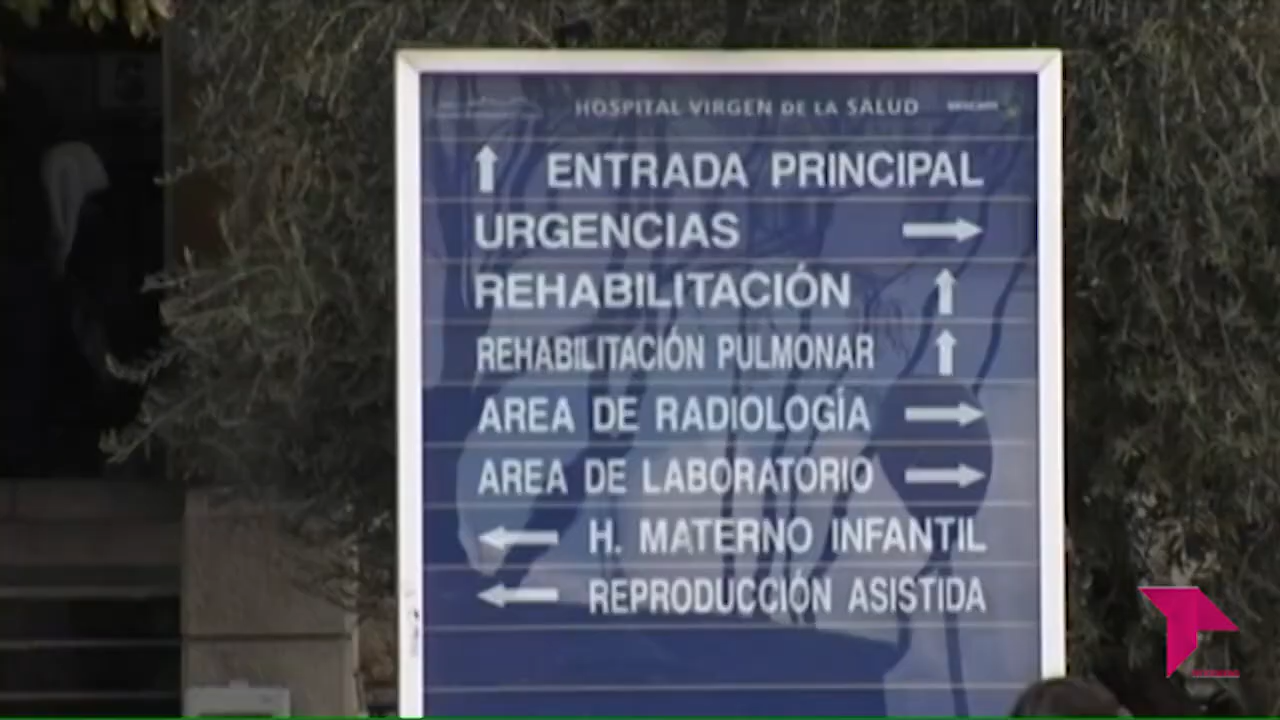 HOSPITAL VIRGEN DE LA SALUD
ENTRADA PRINCIPAL
URGENCIAS
REHABILITACIÓN
REHABILITACIÓN PULMONAR
AREA DE RADIOLOGÍA
AREA DE LABORATORIO
H. MATERNO INFANTIL
REPRODUCCIÓN ASISTIDA